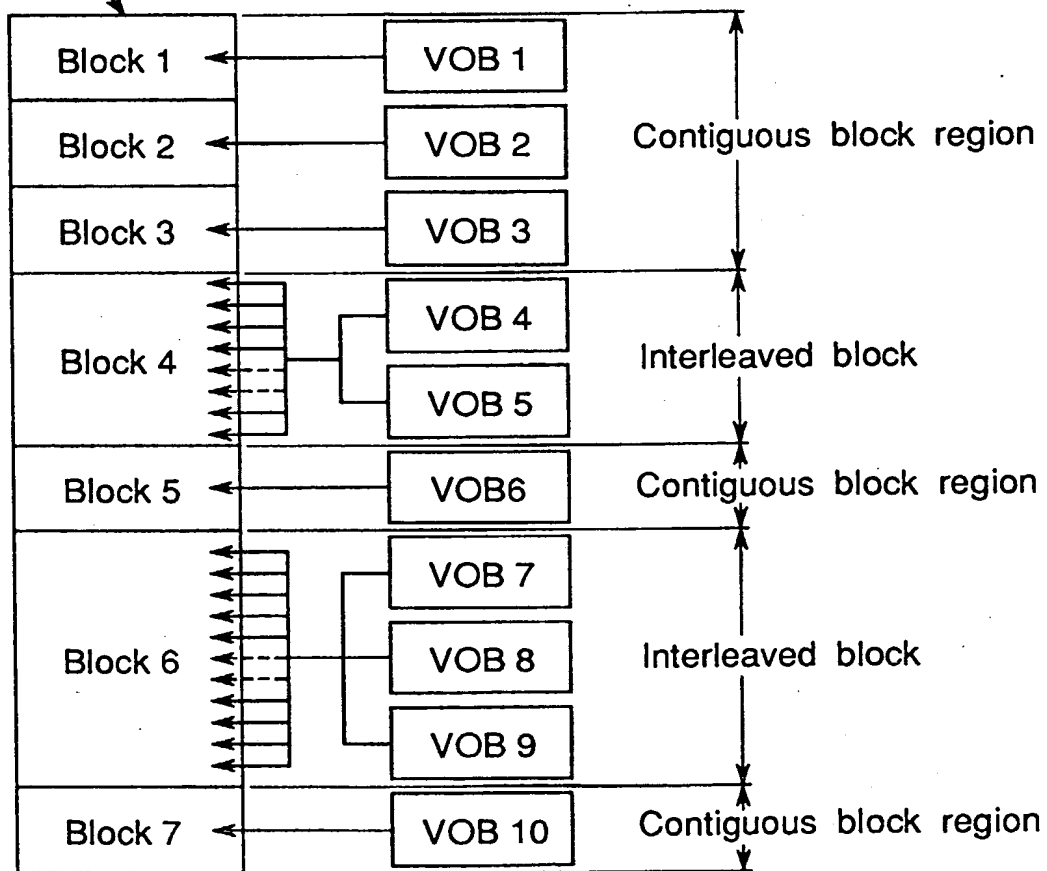 Block 1
VOB 1
Block 2
VOB 2
Contiguous block region
Block 3
VOB 3
Block 4
VOB 4
Interleaved block
VOB 5
Block 5
VOB6
Contiguous block region
Block 6
VOB 7
VOB 8
Interleaved block
VOB 9
Block 7
VOB 10
Contiguous block region